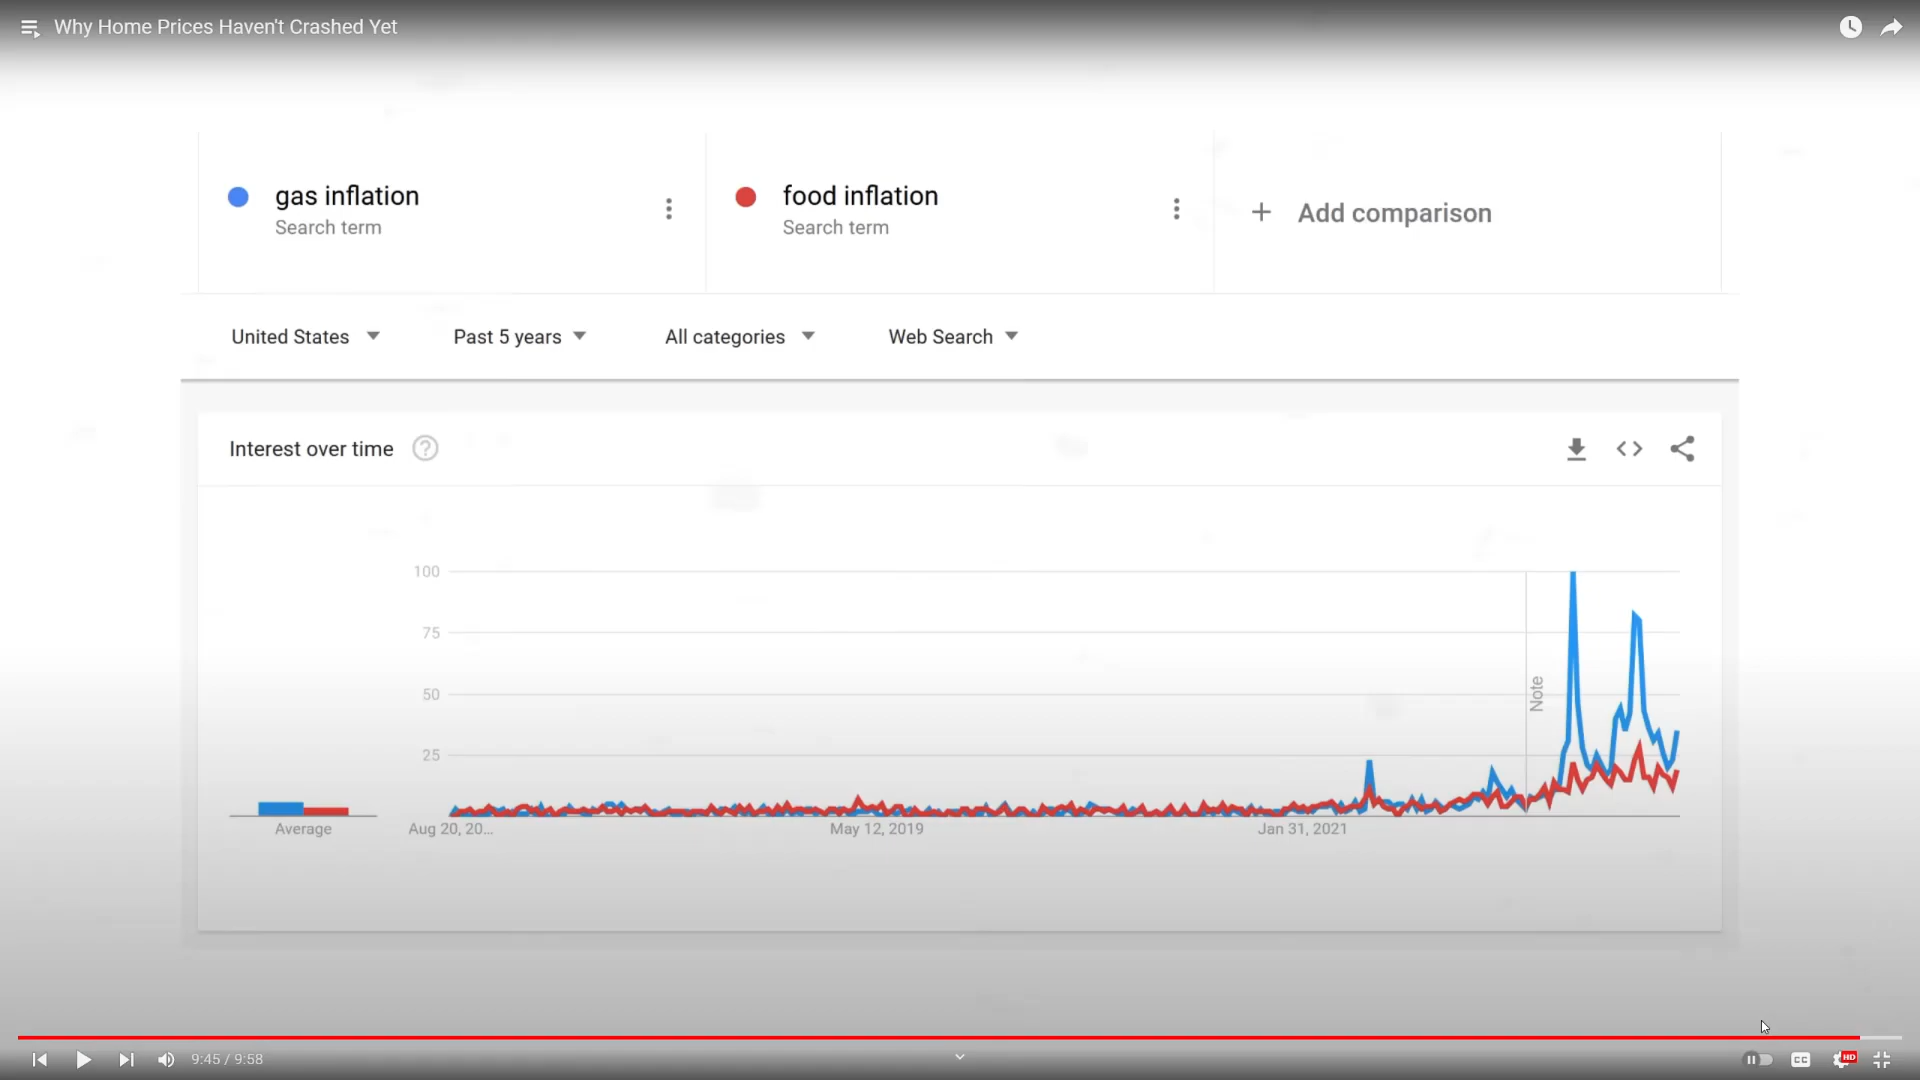 Why Home Prices Haven't Crashed Yet
gas inflation
Search term
food inflation
Search term
+ Add comparison
United States
Past 5 years
All categories
Web Search
Interest over time
?
100
75
50
25
Note
Average
Aug 20, 20...
May 12, 2019
Jan 31, 2021
9:45 / 9:58
CC
HD